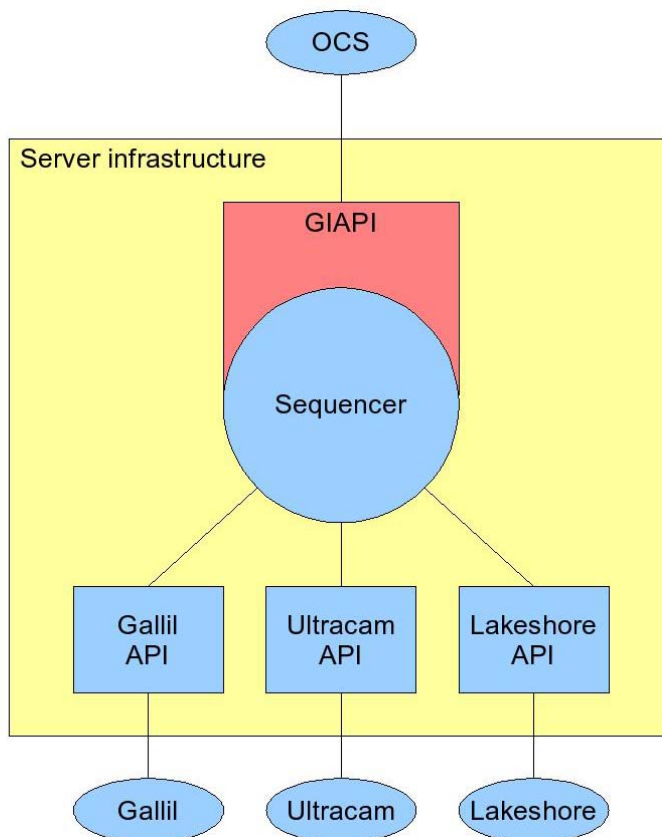 OCS
Server infrastructure
GIAPI
Sequencer
Gallil
API
Ultracam
API
Lakeshore
API
Gallil
Ultracam
Lakeshore